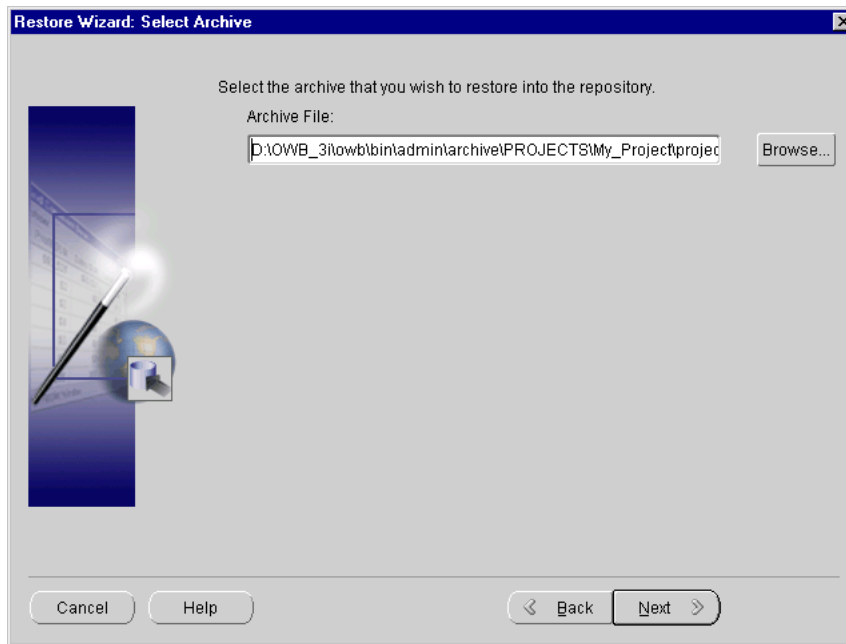 Restore Wizard: Select Archive
Select the archive that you wish to restore into the repository.
Archive File:
D:\OWB_3i\owb\bin\admin\archive\PROJECTS\My_Project\projec
Browse...
Cancel
Help
Back
Next